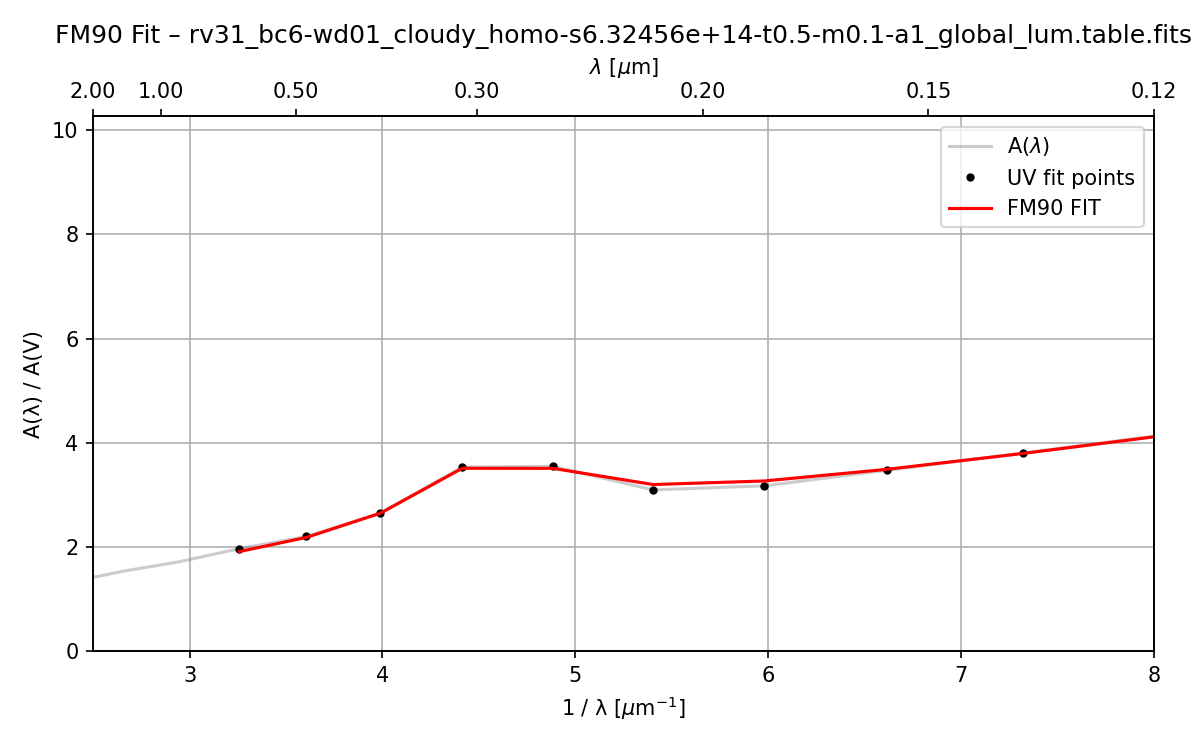 FM90 Fit – rv31_bc6-wd01_cloudy_homo-s6.32456e+14-t0.5-m0.1-a1_global_lum.table.fits
λ [μm]
2.00 1.00 0.50 0.30 0.20 0.15 0.12
A(λ)
UV fit points
FM90 FIT
A(λ) / A(V)
10
8
6
4
2
0
3 4 5 6 7 8
1 / λ [μm⁻¹]